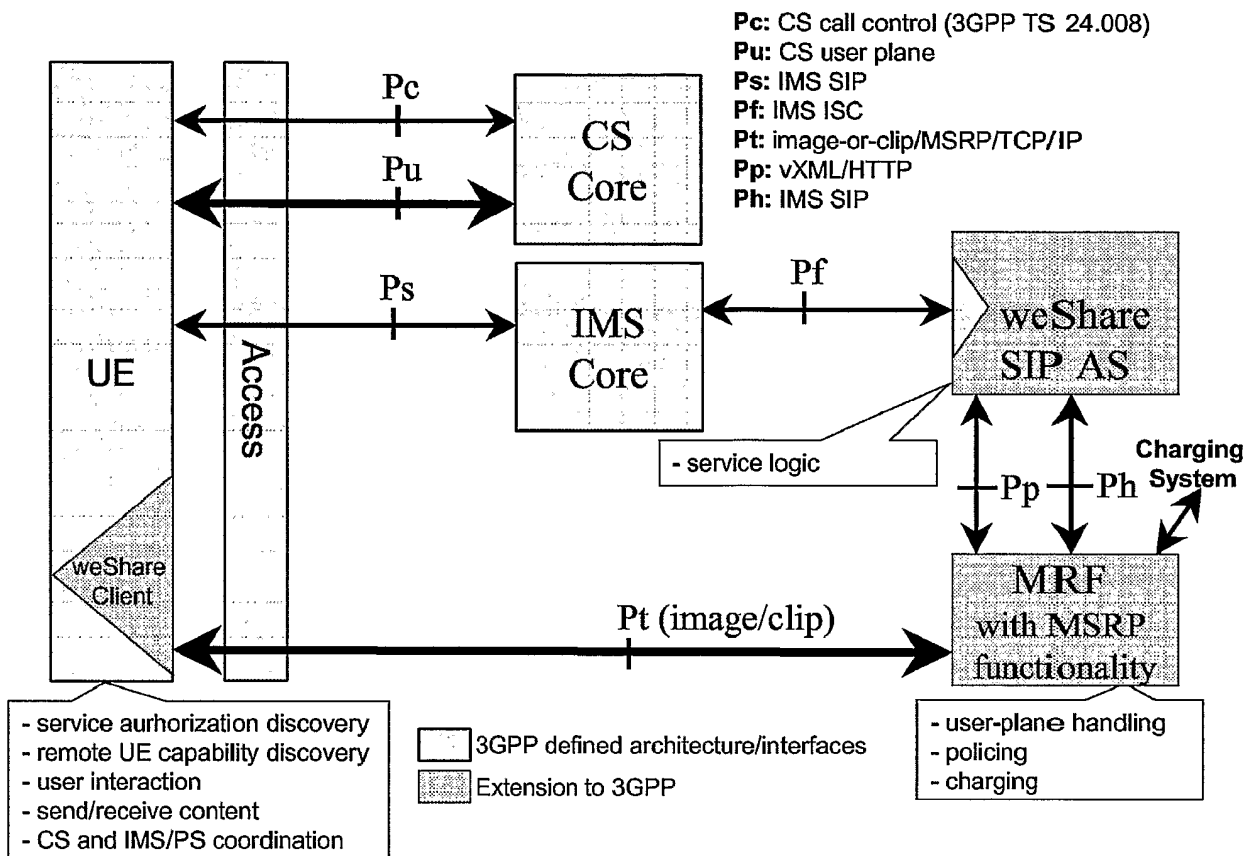 Pc: CS call control (3GPP TS 24.008)
Pu: CS user plane
Ps: IMS SIP
Pf: IMS ISC
Pt: image-or-clip/MSRP/TCP/IP
Pp: vXML/HTTP
Ph: IMS SIP
Pc
CS
Core
Pu
Ps
IMS
Core
Pf
weShare
SIP AS
UE
Access
- service logic
Charging
System
Pp
Ph
weShare
Client
MRF
with MSRP
functionality
Pt (image/clip)
- service aurhorization discovery
- remote UE capability discovery
- user interaction
- send/receive content
- CS and IMS/PS coordination
3GPP defined architecture/interfaces
Extension to 3GPP
- user-plane handling
- policing
- charging